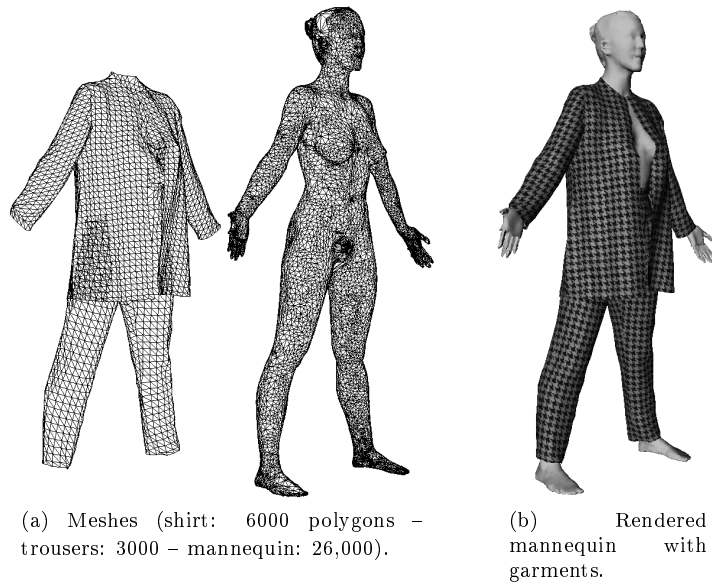 (a) Meshes (shirt: 6000 polygons –
trousers: 3000 – mannequin: 26,000).
(b) Rendered
mannequin with
garments.